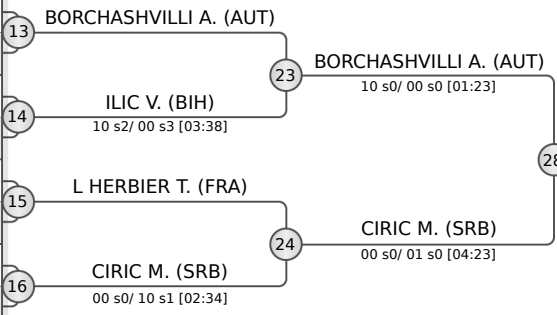 BORCHASHVILLI A. (AUT)
13
23
BORCHASHVILLI A. (AUT)
10 s0/ 00 s0 [01:23]
ILIC V. (BIH)
14
10 s2/ 00 s3 [03:38]
28
L HERBIER T. (FRA)
15
24
CIRIC M. (SRB)
00 s0/ 01 s0 [04:23]
CIRIC M. (SRB)
16
00 s0/ 10 s1 [02:34]